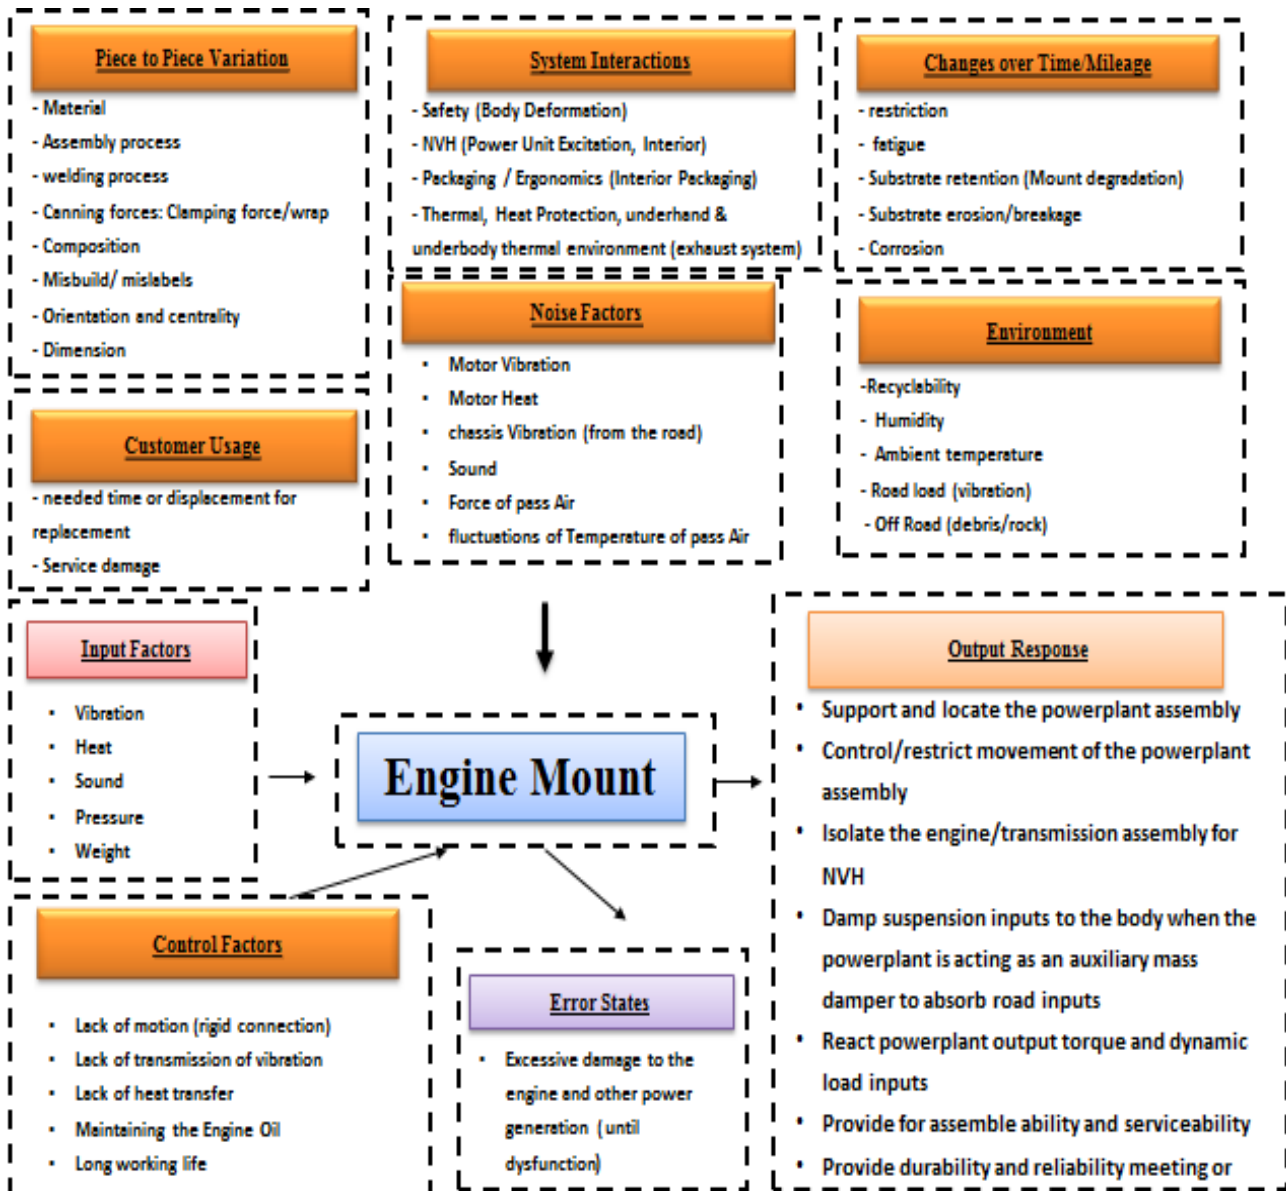 Piece to Piece Variation
- Material
- Assembly process
- welding process
- Canning forces: Clamping force/wrap
- Composition
- Misbuild/ mislabels
- Orientation and centrality
- Dimension
System Interactions
- Safety (Body Deformation)
- NVH (Power Unit Excitation, Interior)
- Packaging / Ergonomics (Interior Packaging)
- Thermal, Heat Protection, underhand &
underbody thermal environment (exhaust system)
Changes over Time/Mileage
- restriction
- fatigue
- Substrate retention (Mount degradation)
- Substrate erosion/breakage
- Corrosion
Customer Usage
- needed time or displacement for
replacement
- Service damage
Noise Factors
• Motor Vibration
• Motor Heat
• chassis Vibration (from the road)
• Sound
• Force of pass Air
• fluctuations of Temperature of pass Air
Environment
-Recyclability
- Humidity
- Ambient temperature
- Road load (vibration)
- Off Road (debris/rock)
Input Factors
• Vibration
• Heat
• Sound
• Pressure
• Weight
Engine Mount
Output Response
• Support and locate the powerplant assembly
• Control/restrict movement of the powerplant
assembly
• Isolate the engine/transmission assembly for
NVH
• Damp suspension inputs to the body when the
powerplant is acting as an auxiliary mass
damper to absorb road inputs
• React powerplant output torque and dynamic
load inputs
• Provide for assemble ability and serviceability
• Provide durability and reliability meeting or
Control Factors
• Lack of motion (rigid connection)
• Lack of transmission of vibration
• Lack of heat transfer
• Maintaining the Engine Oil
• Long working life
Error States
• Excessive damage to the
engine and other power
generation ( until
dysfunction)